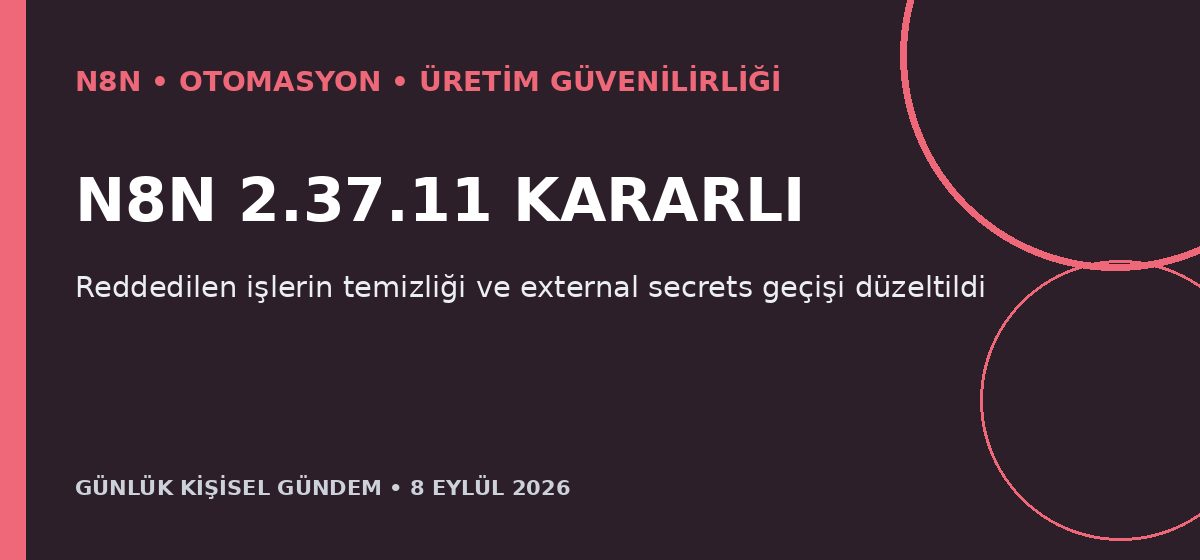 N8N • OTOMASYON • ÜRETİM GÜVENİLİRLİĞİ
N8N 2.37.11 KARARLI
Reddedilen işlerin temizliği ve external secrets geçişi düzeltildi
GÜNLÜK KİŞİSEL GÜNDEM • 8 EYLÜL 2026